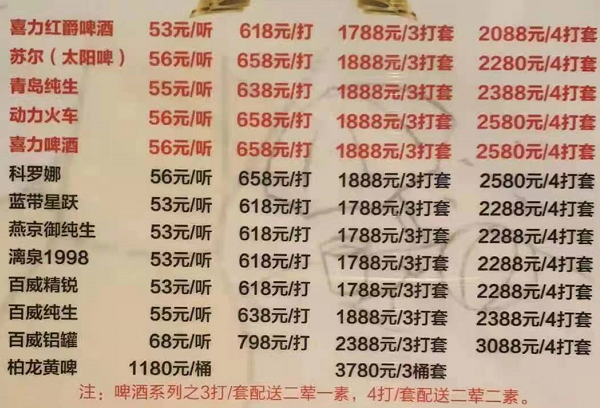 喜力红爵啤酒 53元/听 618元/打 1788元/3打套 2088元/4打套
苏尔（太阳啤） 56元/听 658元/打 1888元/3打套 2280元/4打套
青岛纯生 55元/听 638元/打 1888元/3打套 2388元/4打套
动力火车 56元/听 658元/打 1888元/3打套 2580元/4打套
喜力啤酒 56元/听 658元/打 1888元/3打套 2580元/4打套
科罗娜 56元/听 658元/打 1888元/3打套 2580元/4打套
蓝带星跃 53元/听 618元/打 1788元/3打套 2288元/4打套
燕京御纯生 53元/听 618元/打 1788元/3打套 2288元/4打套
漓泉1998 53元/听 618元/打 1788元/3打套 2288元/4打套
百威精锐 53元/听 618元/打 1788元/3打套 2288元/4打套
百威纯生 55元/听 638元/打 1888元/3打套 2388元/4打套
百威铝罐 68元/听 798元/打 2388元/3打套 3088元/4打套
柏龙黄啤 1180元/桶 3780元/3桶套
注：啤酒系列之3打/套配送二荤一素，4打/套配送二荤二素。